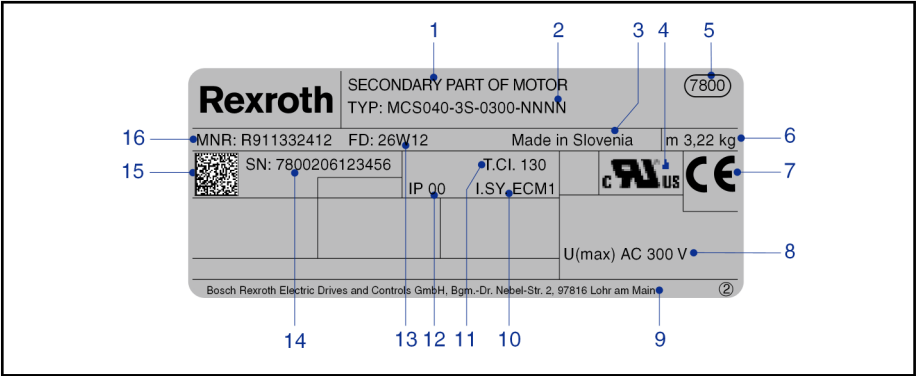 1 2 3 4 5
Rexroth
SECONDARY PART OF MOTOR
TYP: MCS040-3S-0300-NNNN
7800
16 MNR: R911332412 FD: 26W12 Made in Slovenia m 3,22 kg 6
15 SN: 7800206123456 T.CI. 130 C RU US CE 7
IP 00 I.SY. ECM1
U(max) AC 300 V 8
Bosch Rexroth Electric Drives and Controls GmbH, Bgm.-Dr. Nebel-Str. 2, 97816 Lohr am Main 2
14 13 12 11 10 9